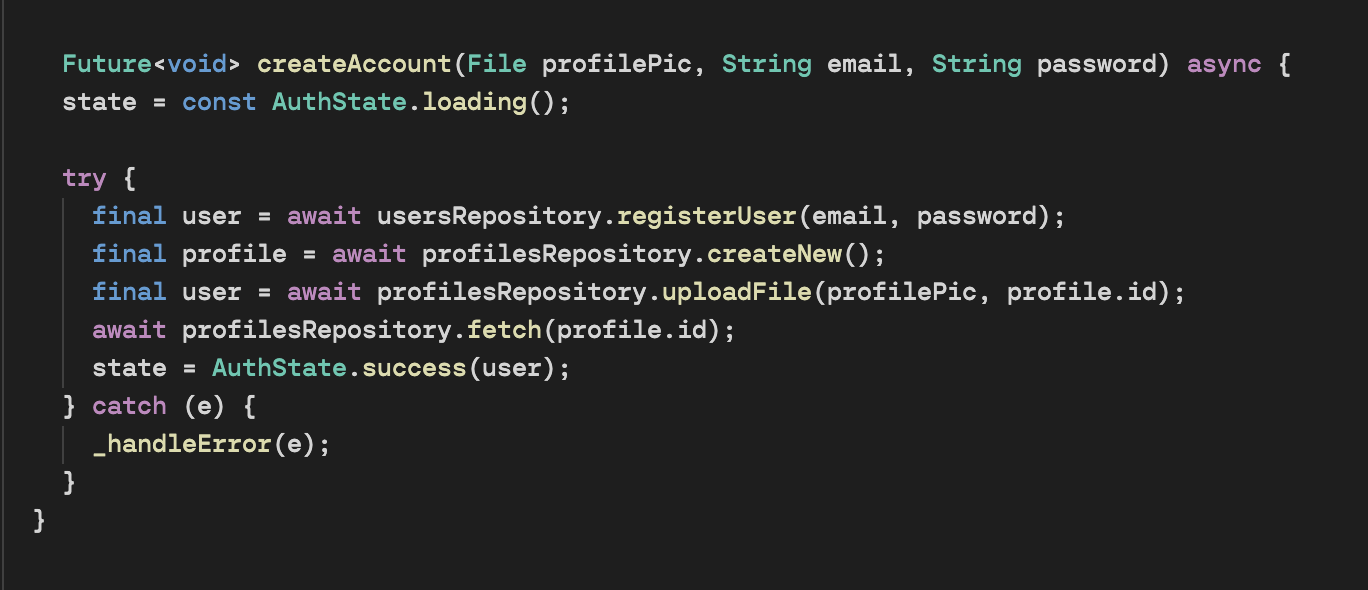 Future<void> createAccount(File profilePic, String email, String password) async {
state = const AuthState.loading();
try {
final user = await usersRepository.registerUser(email, password);
final profile = await profilesRepository.createNew();
final user = await profilesRepository.uploadFile(profilePic, profile.id);
await profilesRepository.fetch(profile.id);
state = AuthState.success(user);
} catch (e) {
_handleError(e);
}
}